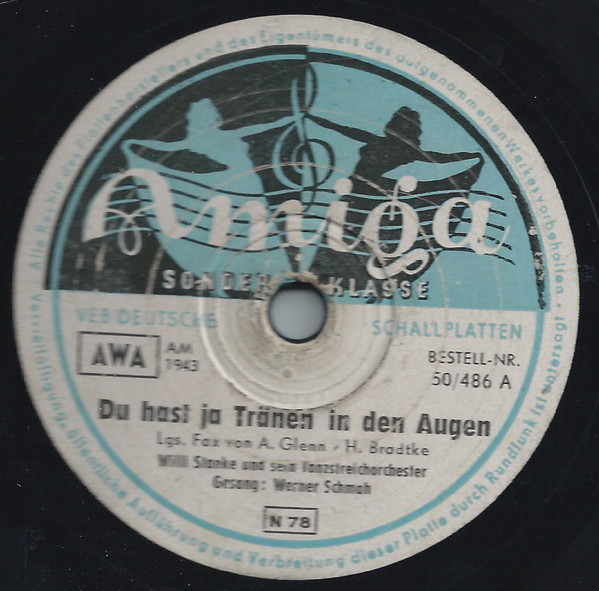 Alle Rechte des Plattenherstellers und des Eigentümers des aufgenommenen Werkes vorbehalten
Vervielfältigung, öffentliche Aufführung und Verbreitung dieser Platte durch Rundfunk ist untersagt -
Amiga
SONDER KLASSE
VEB DEUTSCHE SCHALLPLATTEN
AWA
AM
1943
BESTELL-NR.
50/486 A
Du hast ja Tränen in den Augen
Lgs. Fox von A. Glenn - H. Bradtke
Willi Stanke und sein Tanzstreichorchester
Gesang: Werner Schmah
N 78